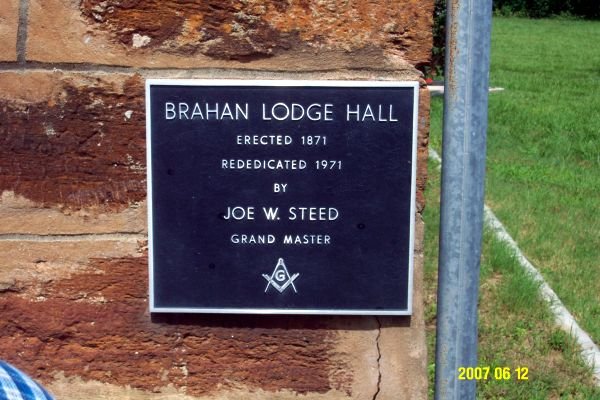 BRAHAN LODGE HALL
ERECTED 1871
REDEDICATED 1971
BY
JOE W. STEED
GRAND MASTER
G
2007 06 12